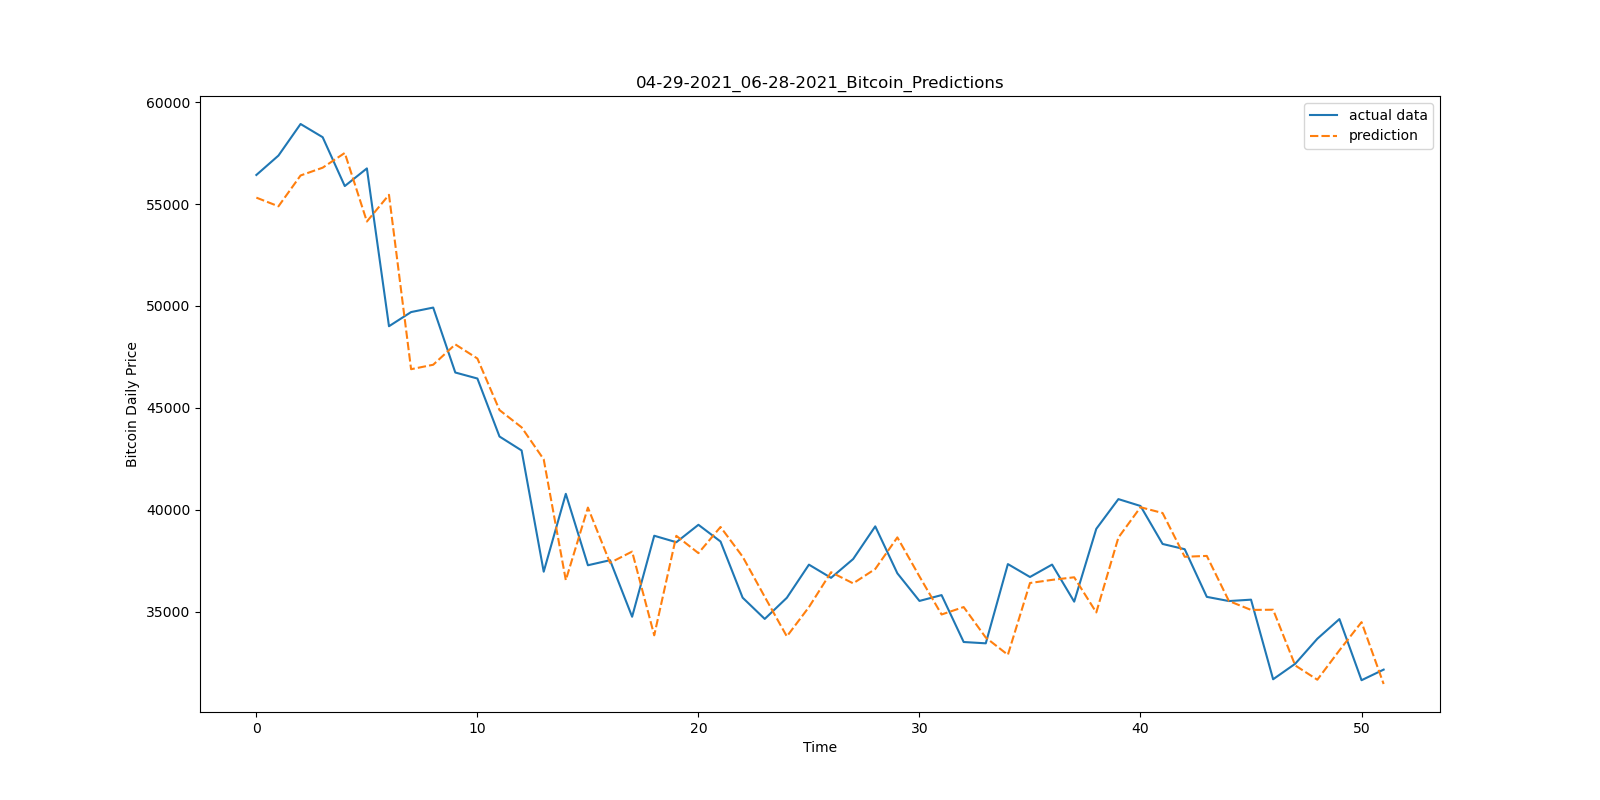 04-29-2021_06-28-2021_Bitcoin_Predictions
60000
55000
50000
45000
40000
35000
Bitcoin Daily Price
actual data
prediction
0 10 20 30 40 50
Time